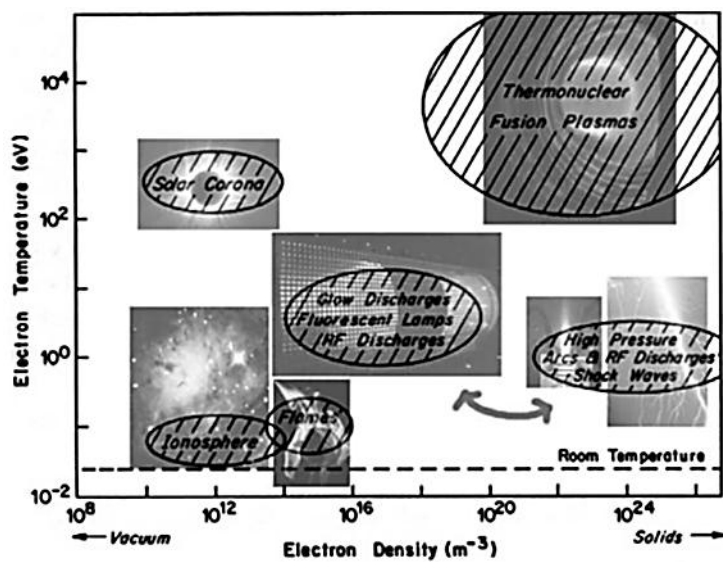 Electron Temperature (eV)
10⁴
10²
10⁰
10⁻²
Thermonuclear
Fusion Plasmas
Solar Corona
Glow Discharges
Fluorescent Lamps
RF Discharges
High Pressure
Arcs & RF Discharges
Shock Waves
Flames
Ionosphere
Room Temperature
10⁸
10¹²
10¹⁶
10²⁰
10²⁴
Vacuum
Electron Density (m⁻³)
Solids